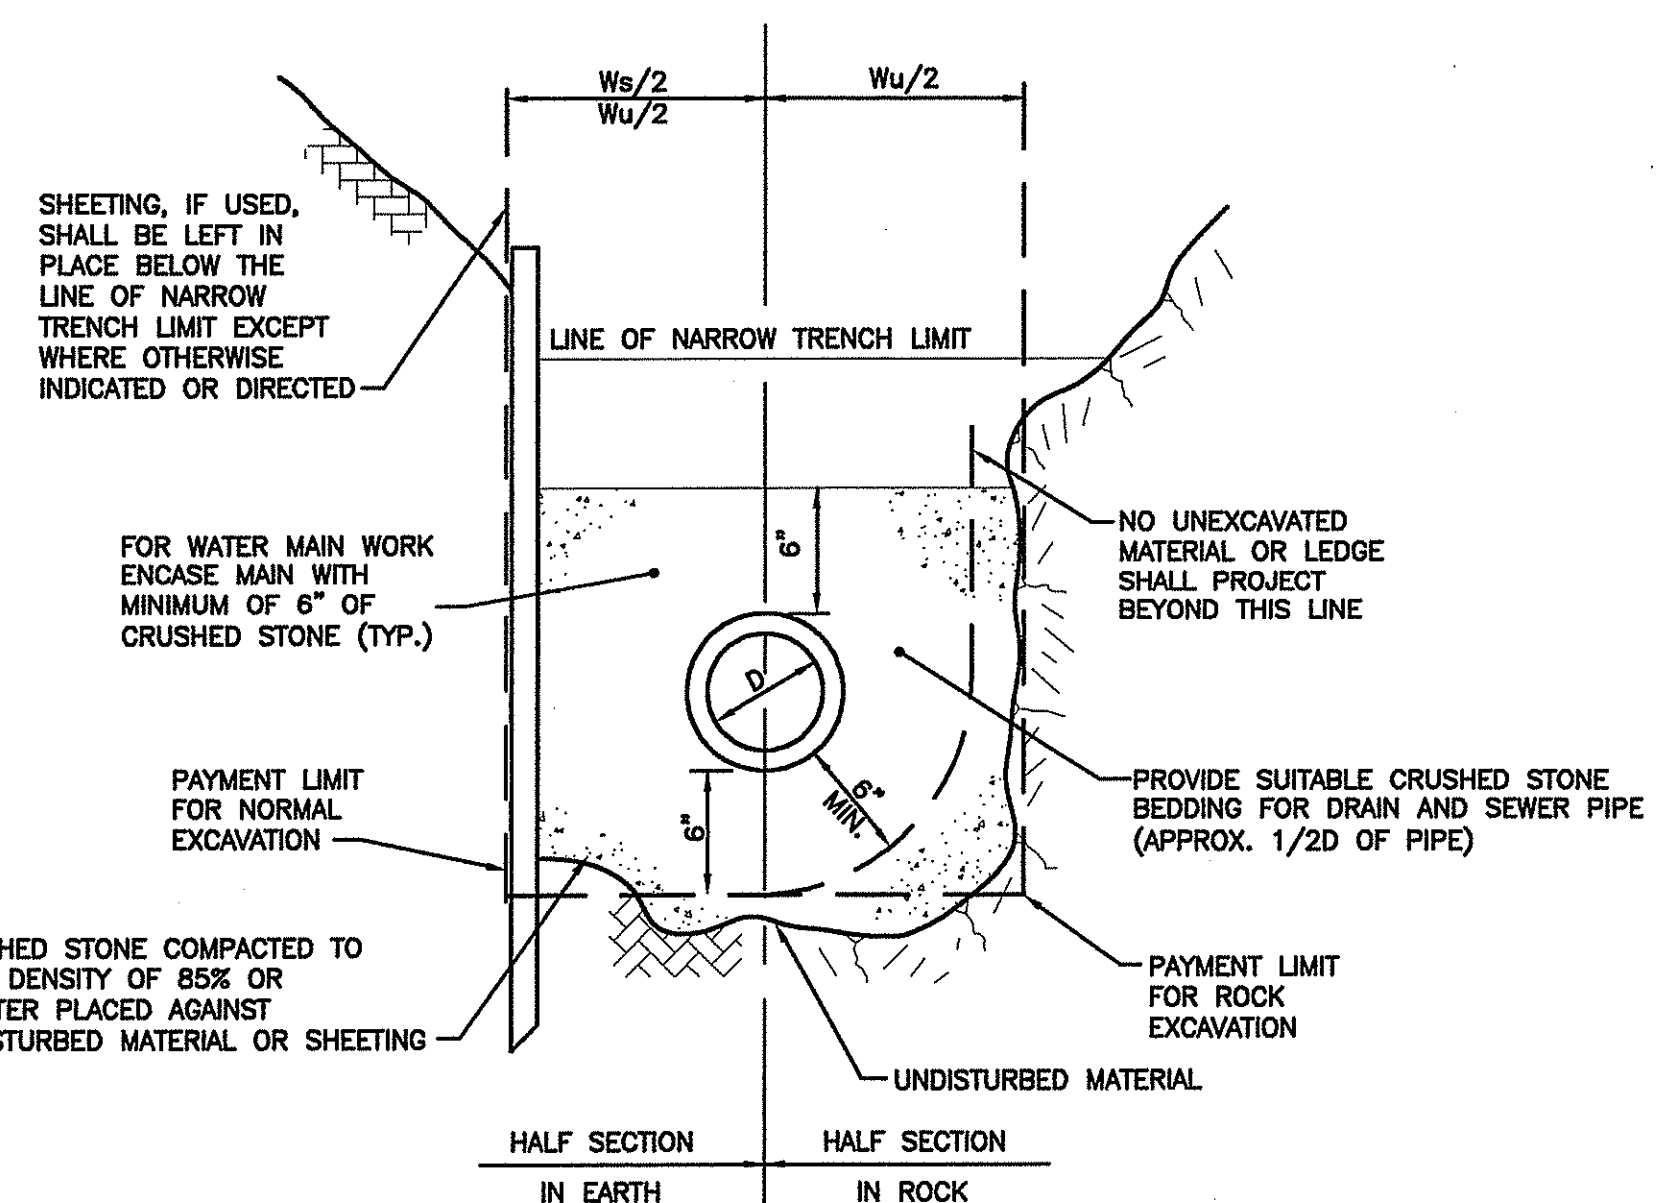 Ws/2
Wu/2
Wu/2
SHEETING, IF USED,
SHALL BE LEFT IN
PLACE BELOW THE
LINE OF NARROW
TRENCH LIMIT EXCEPT
WHERE OTHERWISE
INDICATED OR DIRECTED
LINE OF NARROW TRENCH LIMIT
6"
NO UNEXCAVATED
MATERIAL OR LEDGE
SHALL PROJECT
BEYOND THIS LINE
FOR WATER MAIN WORK
ENCASE MAIN WITH
MINIMUM OF 6" OF
CRUSHED STONE (TYP.)
D
PAYMENT LIMIT
FOR NORMAL
EXCAVATION
6"
6"
MIN.
PROVIDE SUITABLE CRUSHED STONE
BEDDING FOR DRAIN AND SEWER PIPE
(APPROX. 1/2D OF PIPE)
HED STONE COMPACTED TO
DENSITY OF 85% OR
TER PLACED AGAINST
STURBED MATERIAL OR SHEETING
PAYMENT LIMIT
FOR ROCK
EXCAVATION
UNDISTURBED MATERIAL
HALF SECTION
IN EARTH
HALF SECTION
IN ROCK